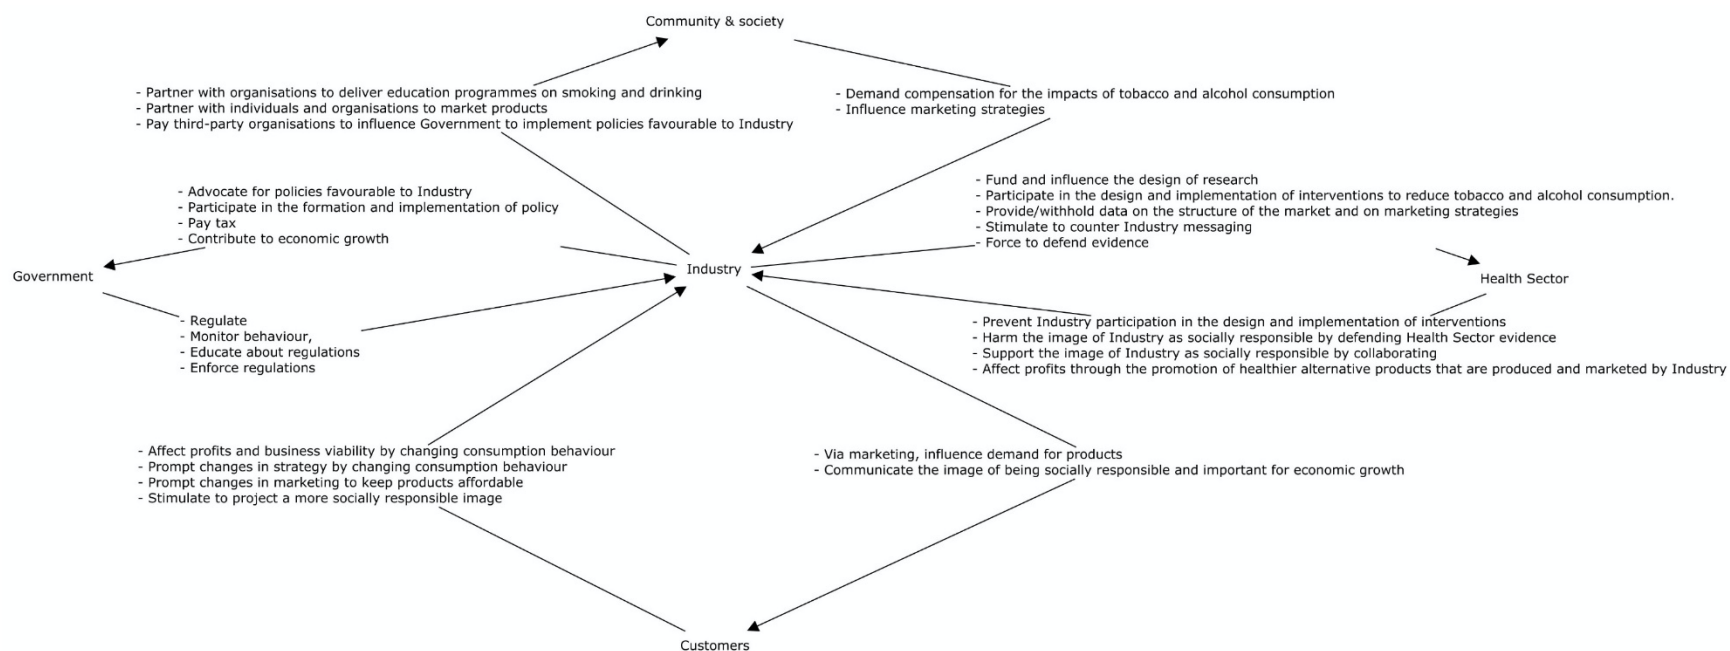 Community & society
- Partner with organisations to deliver education programmes on smoking and drinking
- Partner with individuals and organisations to market products
- Pay third-party organisations to influence Government to implement policies favourable to Industry
- Demand compensation for the impacts of tobacco and alcohol consumption
- Influence marketing strategies
- Advocate for policies favourable to Industry
- Participate in the formation and implementation of policy
- Pay tax
- Contribute to economic growth
- Fund and influence the design of research
- Participate in the design and implementation of interventions to reduce tobacco and alcohol consumption.
- Provide/withhold data on the structure of the market and on marketing strategies
- Stimulate to counter Industry messaging
- Force to defend evidence
Government
Industry
Health Sector
- Regulate
- Monitor behaviour,
- Educate about regulations
- Enforce regulations
- Prevent Industry participation in the design and implementation of interventions
- Harm the image of Industry as socially responsible by defending Health Sector evidence
- Support the image of Industry as socially responsible by collaborating
- Affect profits through the promotion of healthier alternative products that are produced and marketed by Industry
- Affect profits and business viability by changing consumption behaviour
- Prompt changes in strategy by changing consumption behaviour
- Prompt changes in marketing to keep products affordable
- Stimulate to project a more socially responsible image
- Via marketing, influence demand for products
- Communicate the image of being socially responsible and important for economic growth
Customers